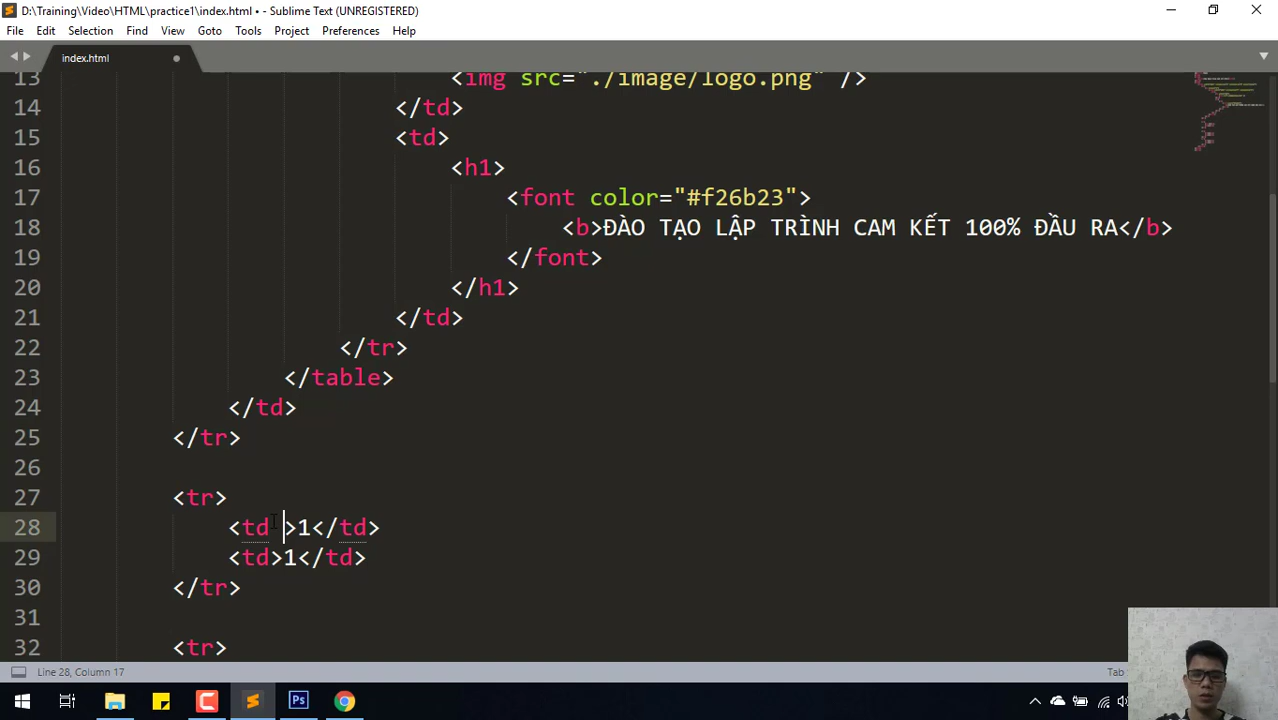 D:\Training\Video\HTML\practice1\index.html • - Sublime Text (UNREGISTERED)
File Edit Selection Find View Goto Tools Project Preferences Help
index.html
13 <img src="./image/logo.png" />
14 </td>
15 <td>
16 <h1>
17 <font color="#f26b23">
18 <b>ĐÀO TẠO LẬP TRÌNH CAM KẾT 100% ĐẦU RA</b>
19 </font>
20 </h1>
21 </td>
22 </tr>
23 </table>
24 </td>
25 </tr>
26
27 <tr>
28 <td >1</td>
29 <td>1</td>
30 </tr>
31
32 <tr>
Line 28, Column 17
Tab